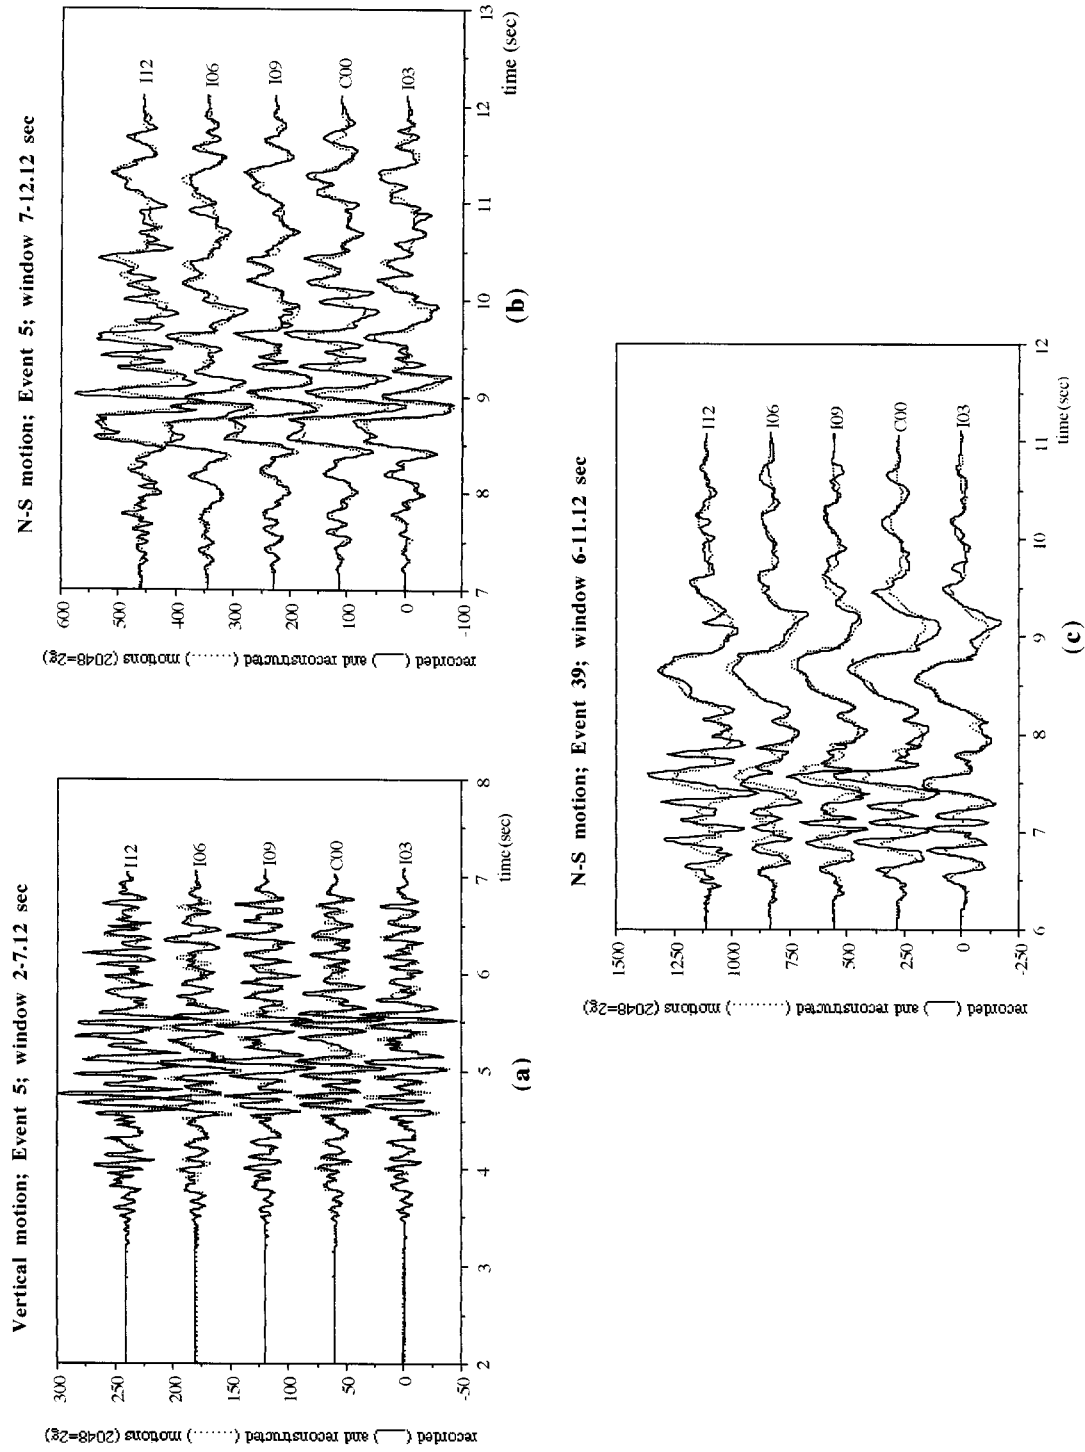 Vertical motion; Event 5; window 2-7.12 sec
recorded ( ___ ) and reconstructed ( ....... ) motions (2048=2g)
300
250
200
150
100
50
0
-50
I12
I06
I09
C00
I03
2 3 4 5 6 7 8
time (sec)
(a)
N-S motion; Event 5; window 7-12.12 sec
recorded ( ___ ) and reconstructed ( ....... ) motions (2048=2g)
600
500
400
300
200
100
0
-100
I12
I06
I09
C00
I03
7 8 9 10 11 12 13
time (sec)
(b)
N-S motion; Event 39; window 6-11.12 sec
recorded ( ___ ) and reconstructed ( ........ ) motions (2048=2g)
1500
1250
1000
750
500
250
0
-250
I12
I06
I09
C00
I03
6 7 8 9 10 11 12
time(sec)
(c)